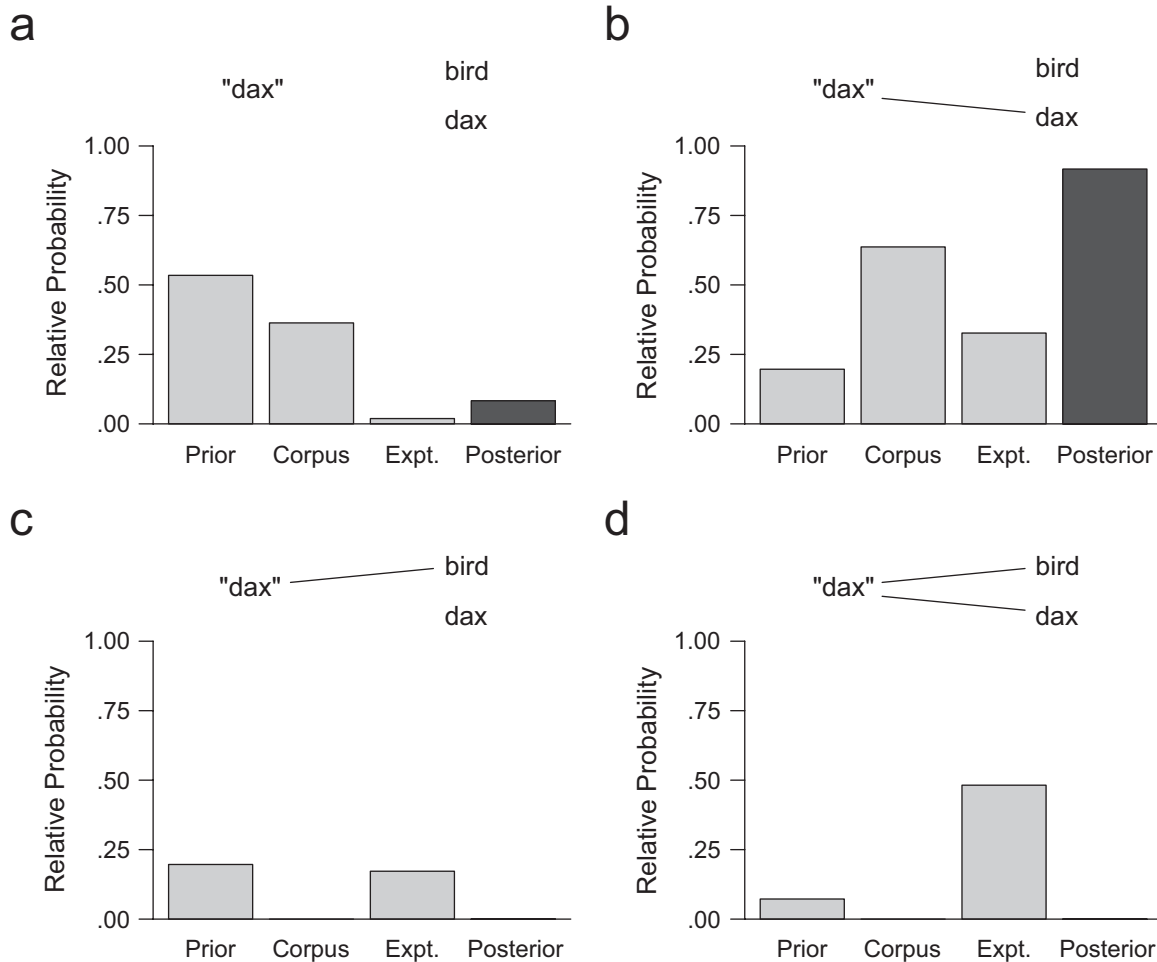 a
"dax"
bird
dax
1.00
.75
.50
.25
.00
Relative Probability
Prior Corpus Expt. Posterior
b
"dax"
bird
dax
1.00
.75
.50
.25
.00
Relative Probability
Prior Corpus Expt. Posterior
c
"dax"
bird
dax
1.00
.75
.50
.25
.00
Relative Probability
Prior Corpus Expt. Posterior
d
"dax"
bird
dax
1.00
.75
.50
.25
.00
Relative Probability
Prior Corpus Expt. Posterior